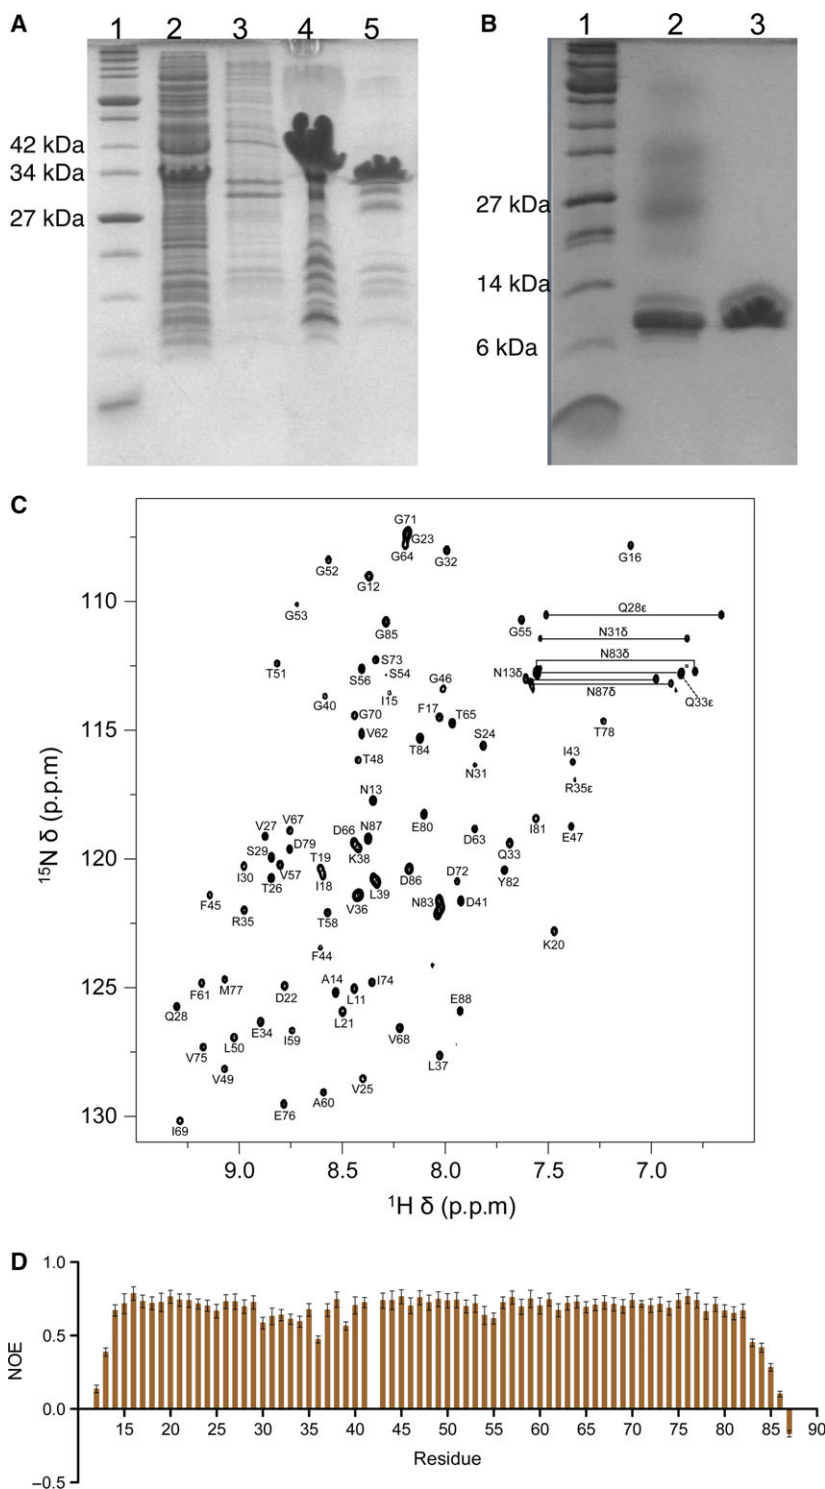 A
1 2 3 4 5
42 kDa
34 kDa
27 kDa
B
1 2 3
27 kDa
14 kDa
6 kDa
C
G71
G23
G64
G32
G16
G52
G12
G53
G85
G55
Q28ε
N31δ
T51
S73
S54
S56
G46
N13δ
N83δ
N87δ
Q33ε
G40
I15
G70
F17
T65
V62
T84
S24
T78
T48
N31
I43
R35ε
N13
V27
V67
D66
N87
E80
D63
I81
E47
S29
D79
K38
Q33
V57
T19
I30
I18
D86
D72
Y82
T26
L39
F45
R35
V36
N83
D41
T58
K20
F44
F61
M77
D22
A14
I74
L11
Q28
L21
E88
E34
I59
V68
V75
L50
L37
V49
V25
A60
E76
I69
110
115
120
125
130
15N δ (p.p.m)
9.0 8.5 8.0 7.5 7.0
1H δ (p.p.m)
D
1.0
0.5
0.0
−0.5
NOE
15 20 25 30 35 40 45 50 55 60 65 70 75 80 85 90
Residue